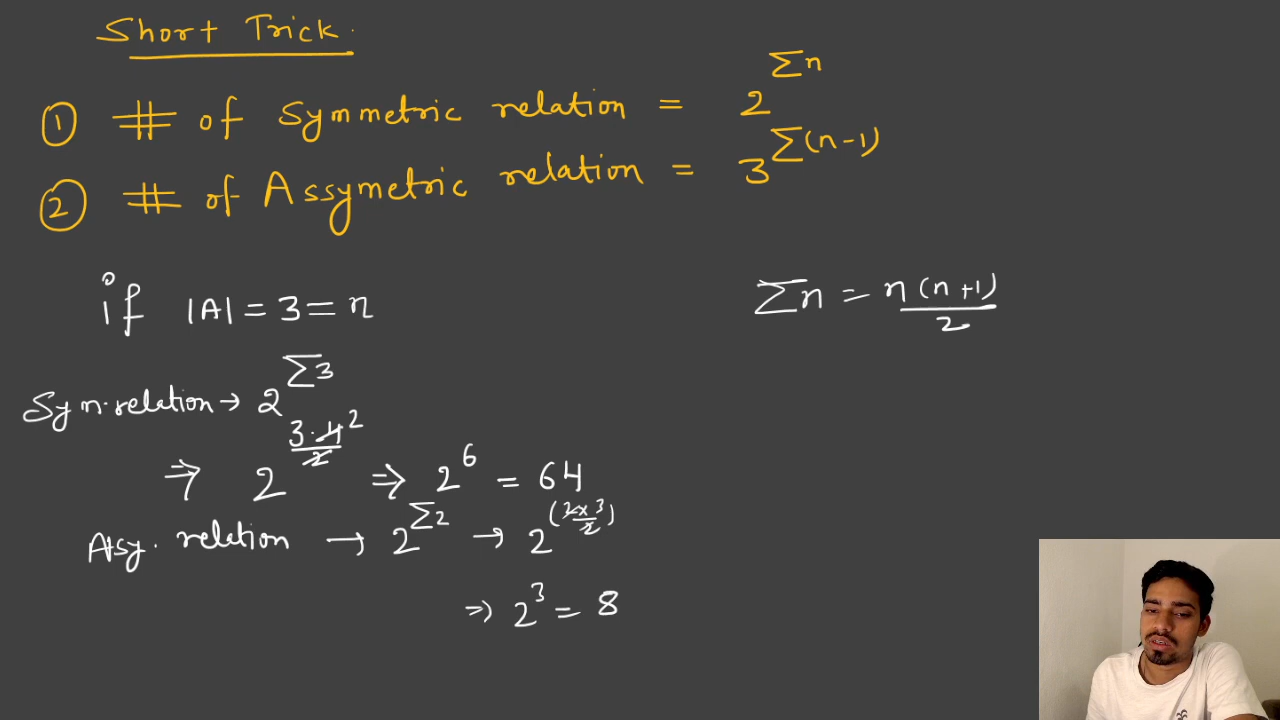 Short Trick.
① # of Symmetric relation = 2^Σn
② # of Assymetric relation = 3^Σ(n-1)
if |A| = 3 = n
Σn = n(n+1)/2
Sym. relation → 2^Σ3
⇒ 2^(3·4/2) 2 ⇒ 2^6 = 64
Asy. relation → 2^Σ2 → 2^(2×3/2)
⇒ 2^3 = 8